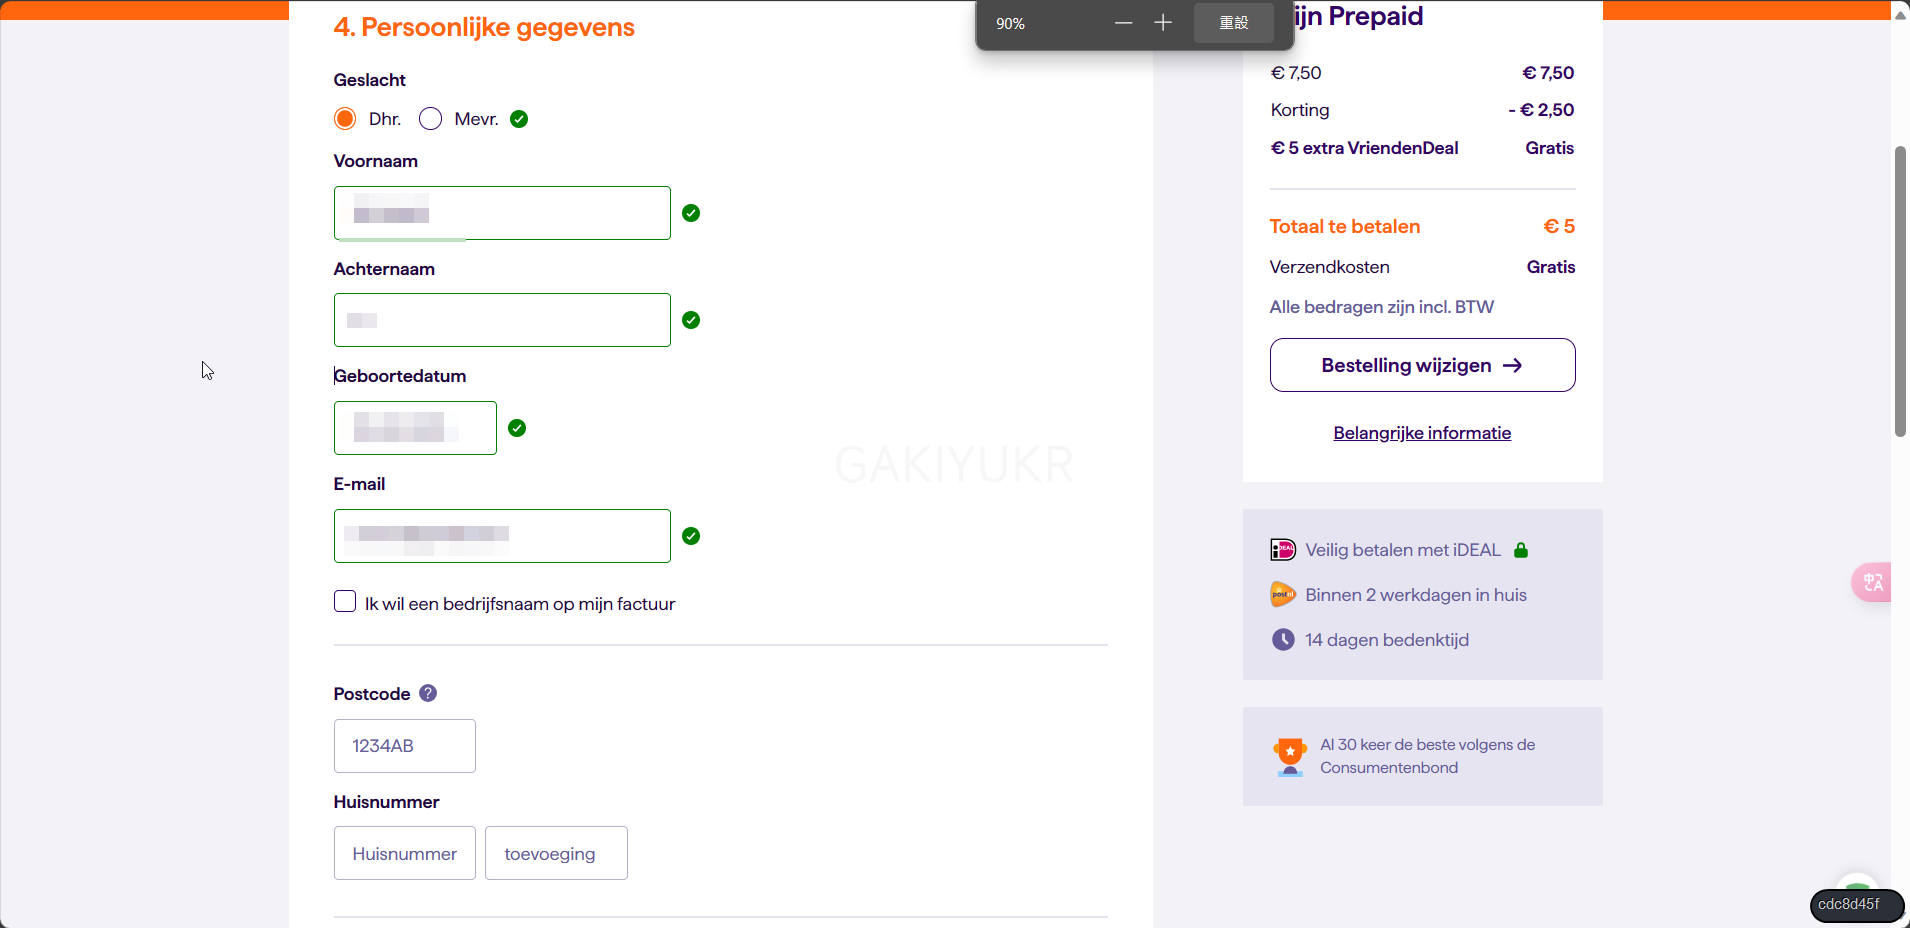 4. Persoonlijke gegevens
Geslacht
Dhr.
Mevr.
Voornaam
Achternaam
Geboortedatum
E-mail
Ik wil een bedrijfsnaam op mijn factuur
Postcode ?
1234AB
Huisnummer
Huisnummer
toevoeging
90%
重設
ijn Prepaid
€ 7,50 € 7,50
Korting - € 2,50
€ 5 extra VriendenDeal Gratis
Totaal te betalen € 5
Verzendkosten Gratis
Alle bedragen zijn incl. BTW
Bestelling wijzigen →
Belangrijke informatie
iDEAL
Veilig betalen met iDEAL
postnl
Binnen 2 werkdagen in huis
14 dagen bedenktijd
Al 30 keer de beste volgens de
Consumentenbond
GAKIYUKR
中
A
cdc8d45f